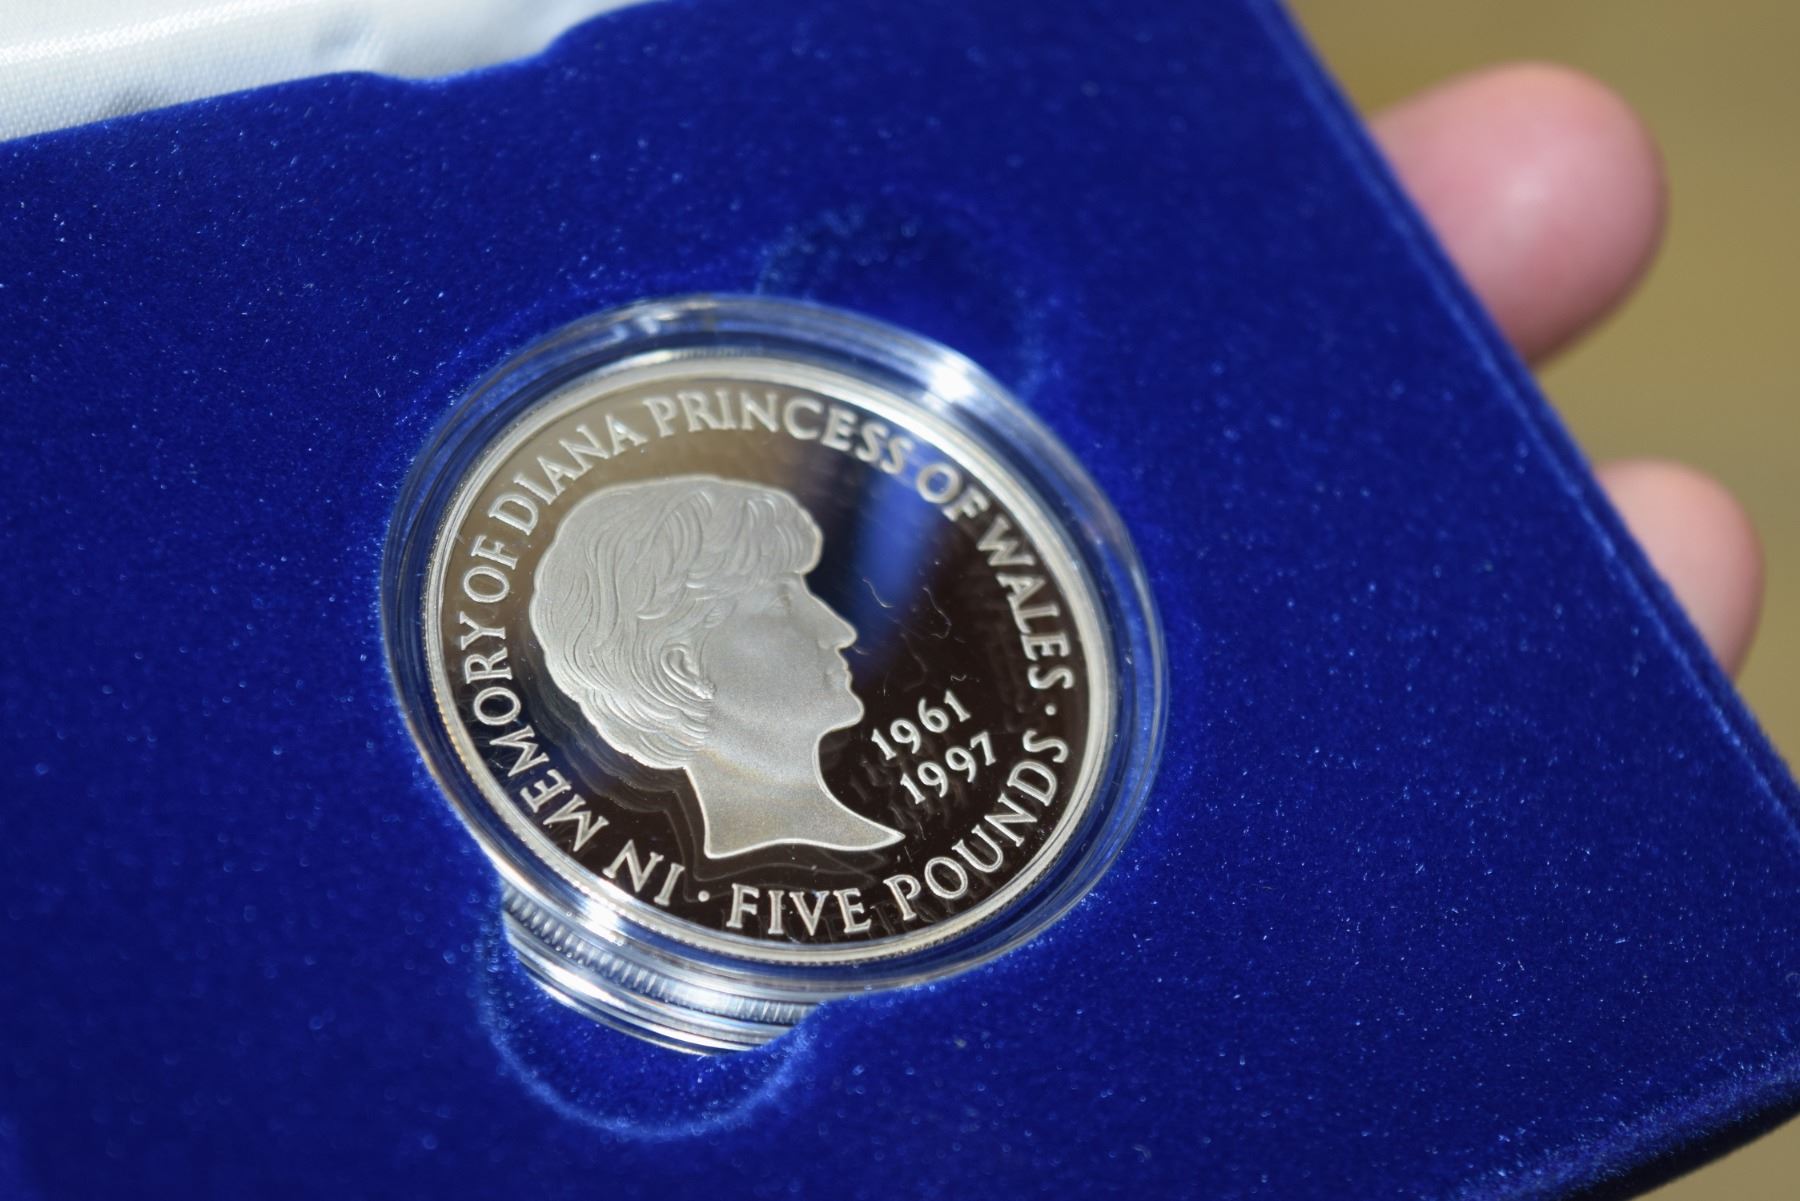 IN MEMORY OF DIANA PRINCESS OF WALES · FIVE POUNDS ·
1961
1997